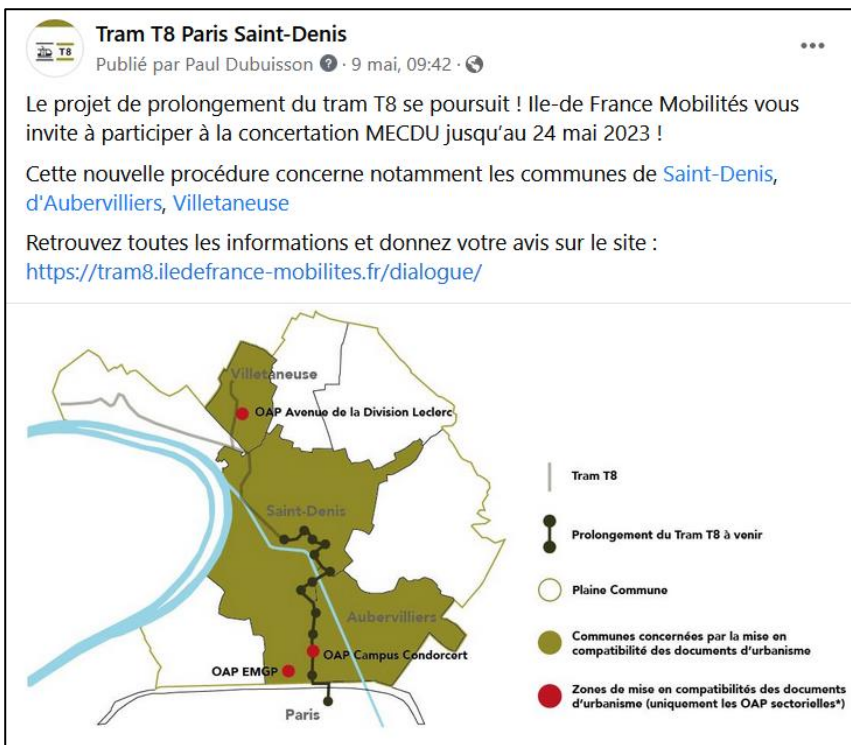 Tram T8 Paris Saint-Denis
T8
Publié par Paul Dubuisson · 9 mai, 09:42 ·
Le projet de prolongement du tram T8 se poursuit ! Ile-de France Mobilités vous
invite à participer à la concertation MECDU jusqu'au 24 mai 2023 !
Cette nouvelle procédure concerne notamment les communes de Saint-Denis,
d'Aubervilliers, Villetaneuse
Retrouvez toutes les informations et donnez votre avis sur le site :
https://tram8.iledefrance-mobilites.fr/dialogue/
Villetaneuse
OAP Avenue de la Division Leclerc
Saint-Denis
Aubervilliers
OAP Campus Condorcert
OAP EMGP
Paris
Tram T8
Prolongement du Tram T8 à venir
Plaine Commune
Communes concernées par la mise en
compatibilité des documents d'urbanisme
Zones de mise en compatibilités des documents
d'urbanisme (uniquement les OAP sectorielles*)